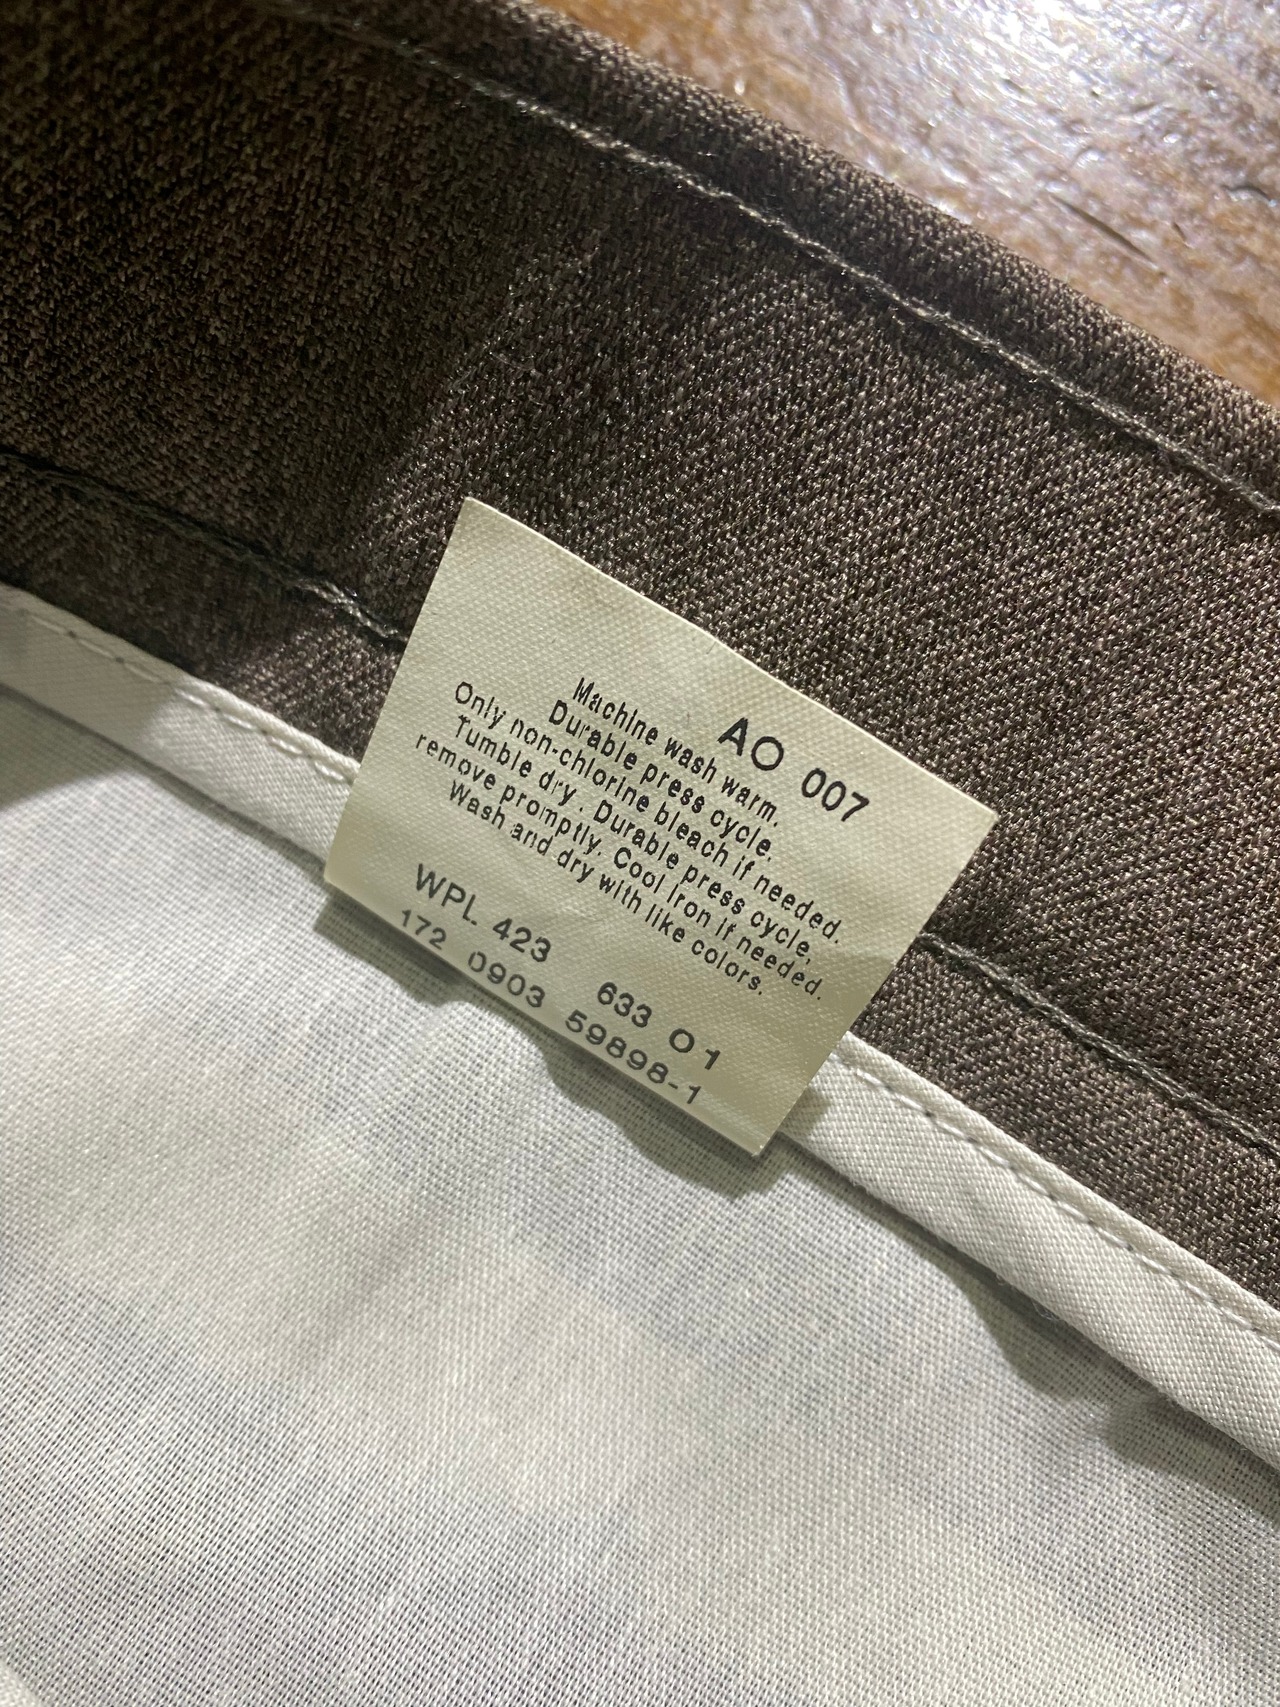 AO 007
Machine wash warm.
Durable press cycle.
Only non-chlorine bleach if needed.
Tumble dry. Durable press cycle,
remove promptly. Cool iron if needed.
Wash and dry with like colors.
WPL 423 633 O1
172 0903 59898-1